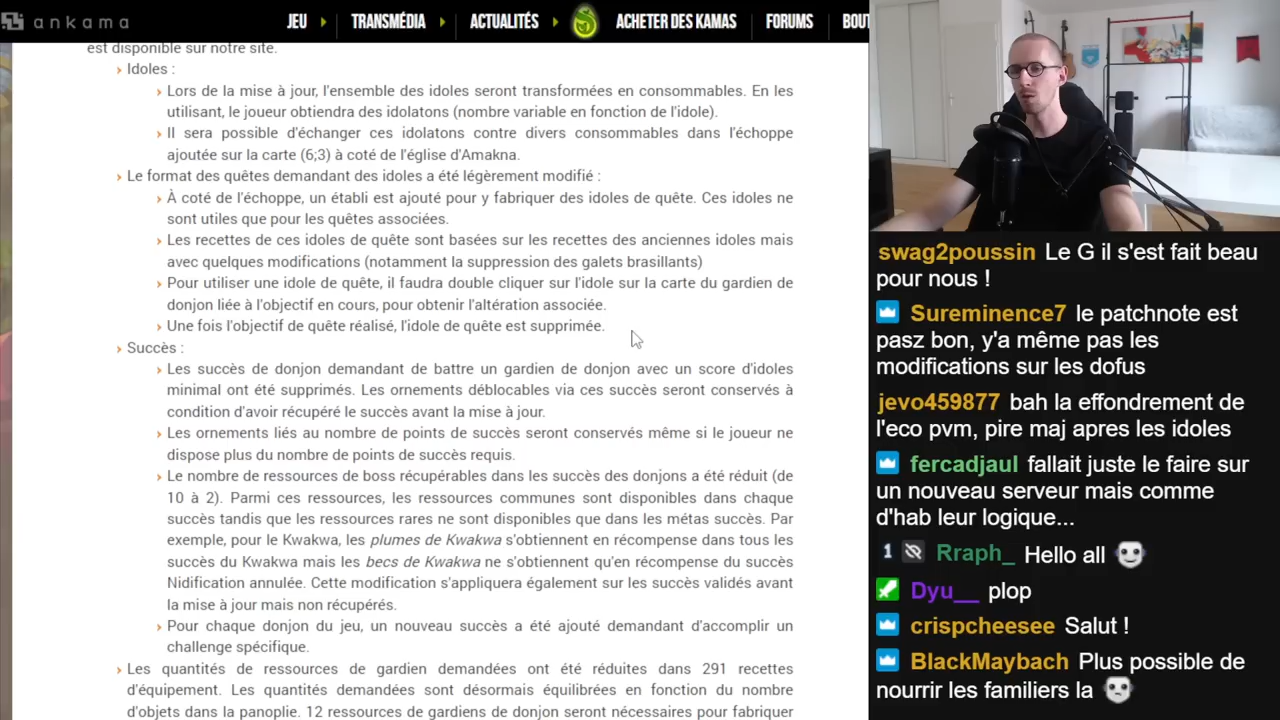 ankama
JEU
TRANSMÉDIA
ACTUALITÉS
ACHETER DES KAMAS
FORUMS
BOUT
est disponible sur notre site.
Idoles :
Lors de la mise à jour, l'ensemble des idoles seront transformées en consommables. En les
utilisant, le joueur obtiendra des idolatons (nombre variable en fonction de l'idole).
Il sera possible d'échanger ces idolatons contre divers consommables dans l'échoppe
ajoutée sur la carte (6;3) à coté de l'église d'Amakna.
Le format des quêtes demandant des idoles a été légèrement modifié :
À coté de l'échoppe, un établi est ajouté pour y fabriquer des idoles de quête. Ces idoles ne
sont utiles que pour les quêtes associées.
Les recettes de ces idoles de quête sont basées sur les recettes des anciennes idoles mais
avec quelques modifications (notamment la suppression des galets brasillants)
Pour utiliser une idole de quête, il faudra double cliquer sur l'idole sur la carte du gardien de
donjon liée à l'objectif en cours, pour obtenir l'altération associée.
Une fois l'objectif de quête réalisé, l'idole de quête est supprimée.
Succès :
Les succès de donjon demandant de battre un gardien de donjon avec un score d'idoles
minimal ont été supprimés. Les ornements déblocables via ces succès seront conservés à
condition d'avoir récupéré le succès avant la mise à jour.
Les ornements liés au nombre de points de succès seront conservés même si le joueur ne
dispose plus du nombre de points de succès requis.
Le nombre de ressources de boss récupérables dans les succès des donjons a été réduit (de
10 à 2). Parmi ces ressources, les ressources communes sont disponibles dans chaque
succès tandis que les ressources rares ne sont disponibles que dans les métas succès. Par
exemple, pour le Kwakwa, les plumes de Kwakwa s'obtiennent en récompense dans tous les
succès du Kwakwa mais les becs de Kwakwa ne s'obtiennent qu'en récompense du succès
Nidification annulée. Cette modification s'appliquera également sur les succès validés avant
la mise à jour mais non récupérés.
Pour chaque donjon du jeu, un nouveau succès a été ajouté demandant d'accomplir un
challenge spécifique.
Les quantités de ressources de gardien demandées ont été réduites dans 291 recettes
d'équipement. Les quantités demandées sont désormais équilibrées en fonction du nombre
d'objets dans la panoplie. 12 ressources de gardiens de donjon seront nécessaires pour fabriquer
swag2poussin Le G il s'est fait beau
pour nous !
Sureminence7 le patchnote est
pasz bon, y'a même pas les
modifications sur les dofus
jevo459877 bah la effondrement de
l'eco pvm, pire maj apres les idoles
fercadjaul fallait juste le faire sur
un nouveau serveur mais comme
d'hab leur logique...
1 Rraph_ Hello all
Dyu__ plop
crispcheesee Salut !
BlackMaybach Plus possible de
nourrir les familiers la